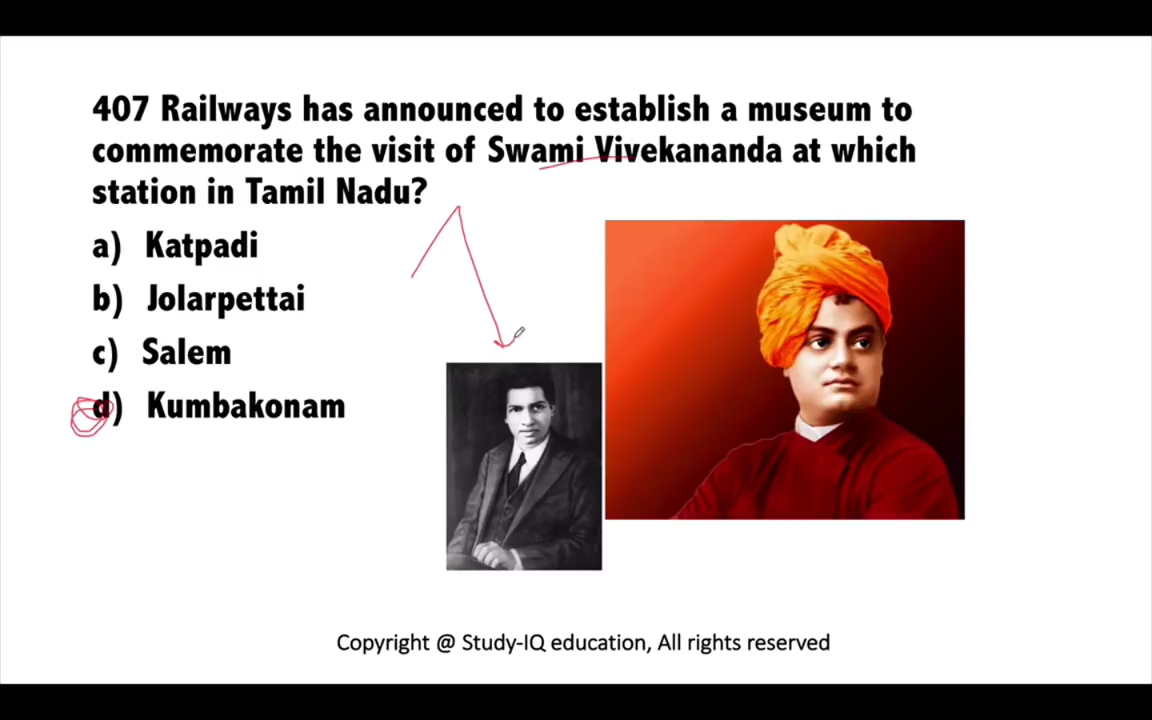 407 Railways has announced to establish a museum to
commemorate the visit of Swami Vivekananda at which
station in Tamil Nadu?
a) Katpadi
b) Jolarpettai
c) Salem
d) Kumbakonam
Copyright @ Study-IQ education, All rights reserved